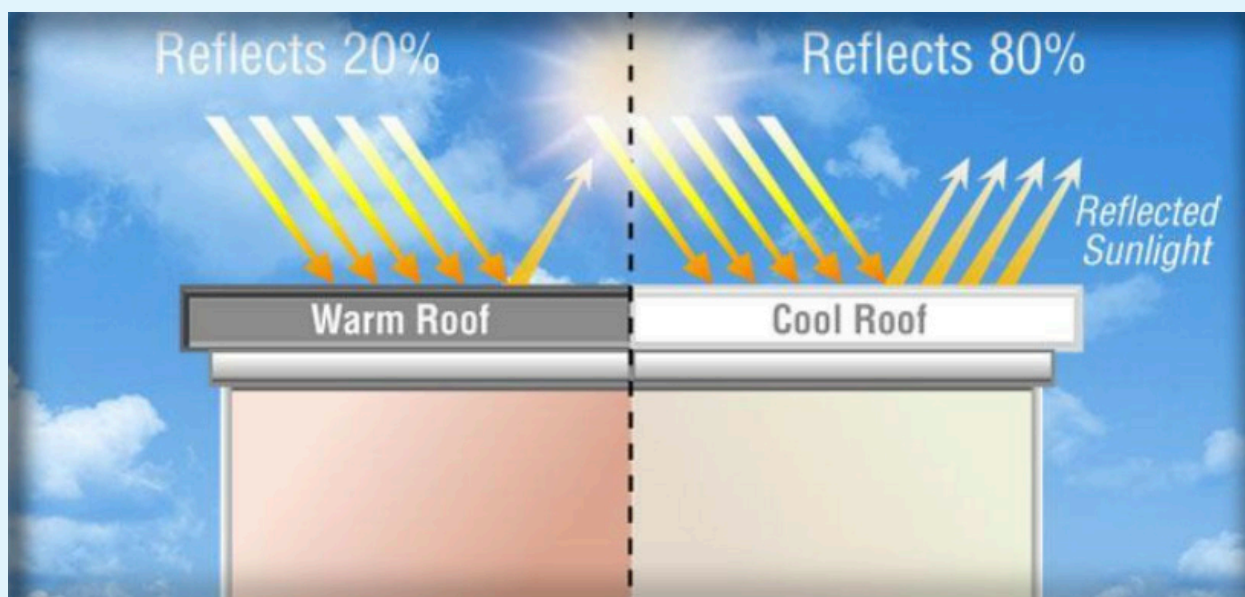 Reflects 20%
Reflects 80%
Reflected
Sunlight
Warm Roof
Cool Roof